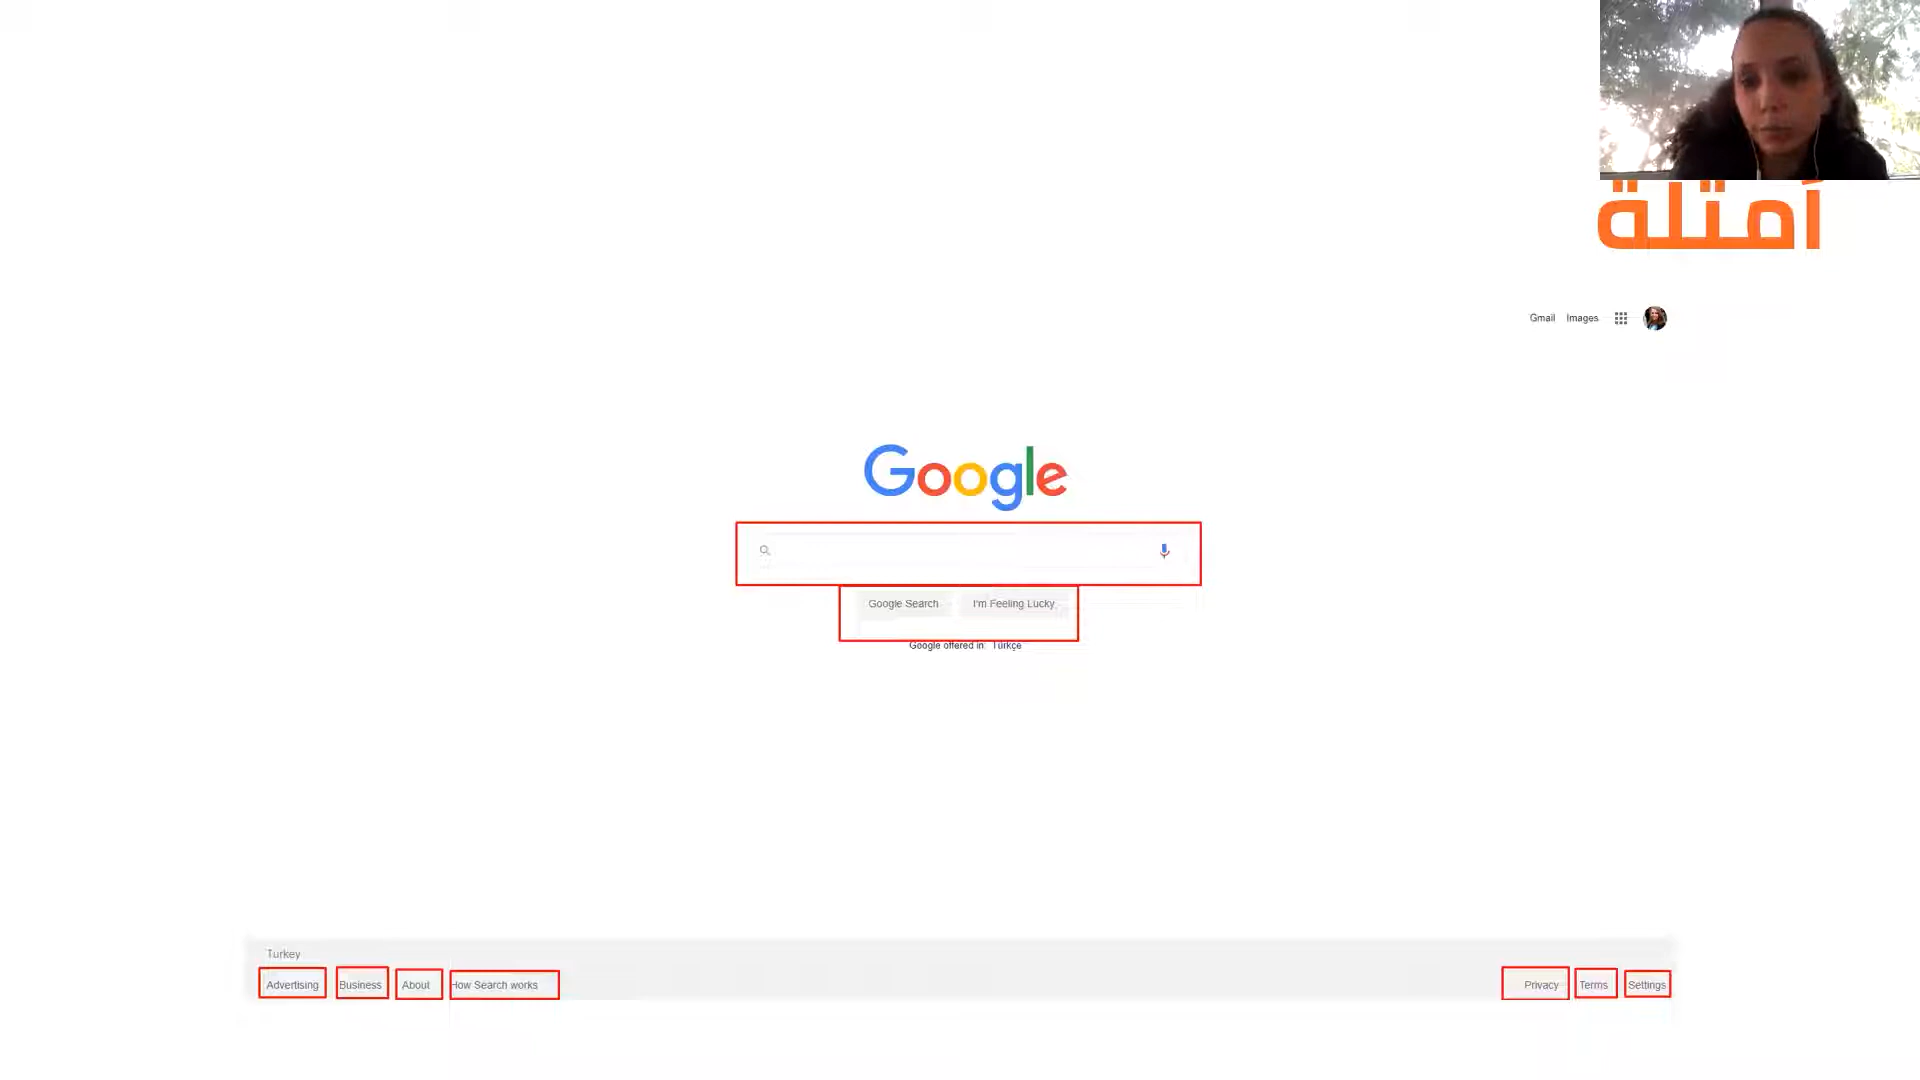 أمثلة
Gmail Images
Google
Google Search I'm Feeling Lucky
Google offered in: Türkçe
Turkey
Advertising Business About How Search works Privacy Terms Settings